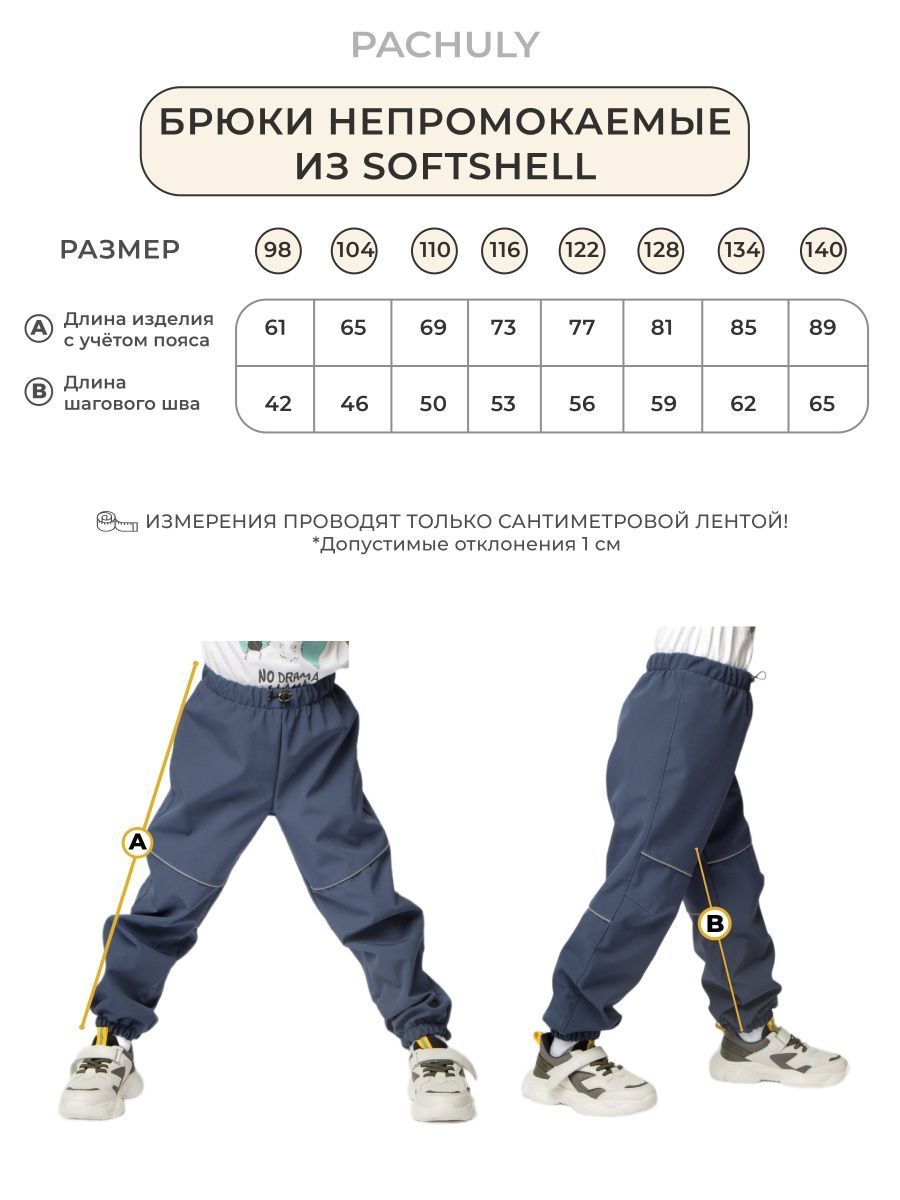 PACHULY
БРЮКИ НЕПРОМОКАЕМЫЕ
ИЗ SOFTSHELL
РАЗМЕР 98 104 110 116 122 128 134 140
A Длина изделия
с учётом пояса
61 65 69 73 77 81 85 89
B Длина
шагового шва
42 46 50 53 56 59 62 65
ИЗМЕРЕНИЯ ПРОВОДЯТ ТОЛЬКО САНТИМЕТРОВОЙ ЛЕНТОЙ!
*Допустимые отклонения 1 см
NO DRAMA
A
B